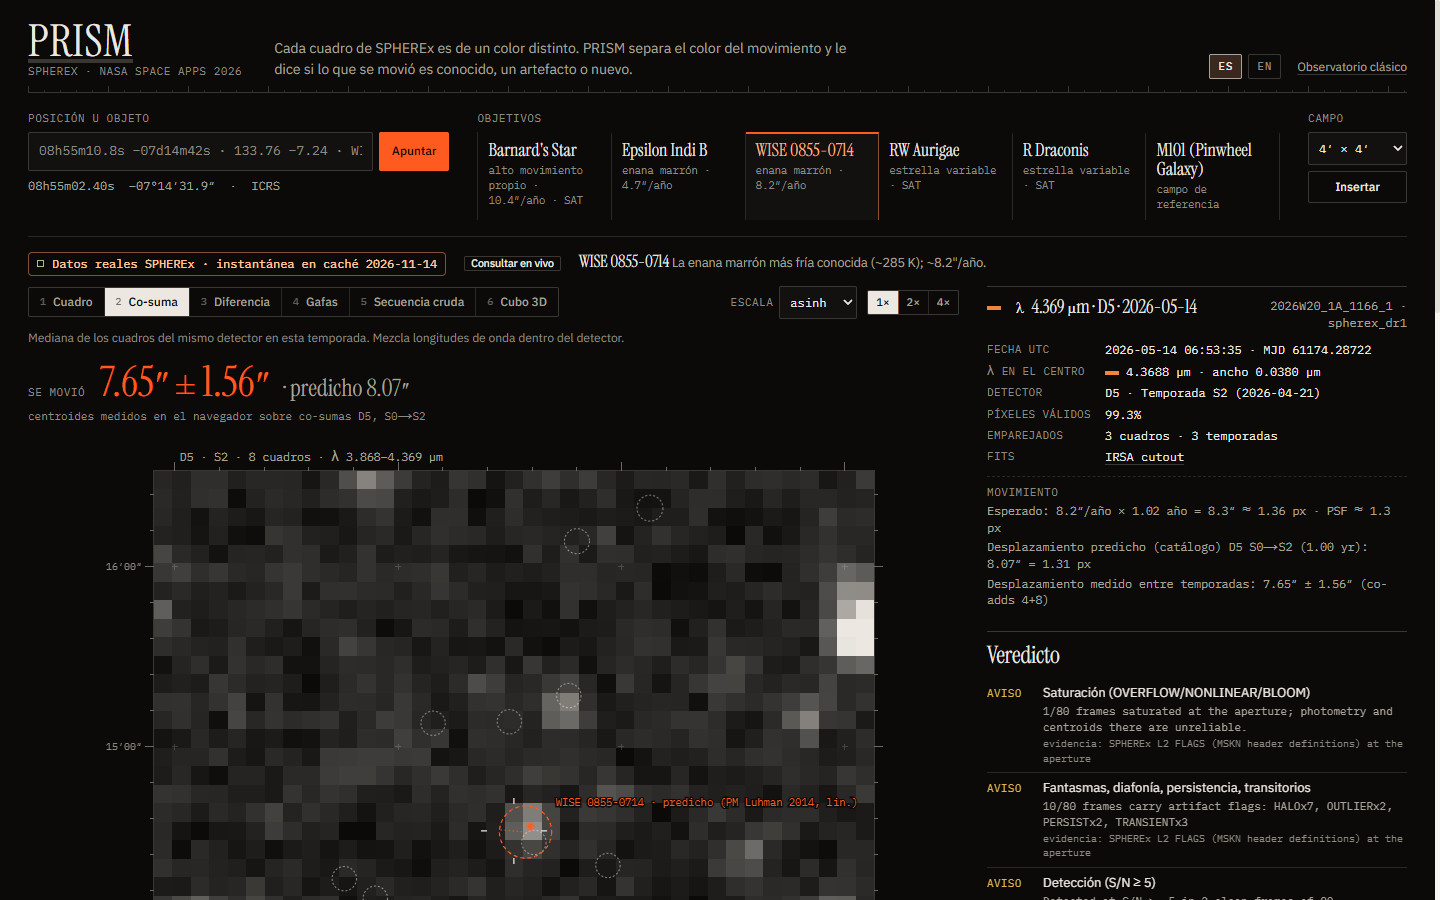 PRISM
SPHEREX · NASA SPACE APPS 2026
Cada cuadro de SPHEREx es de un color distinto. PRISM separa el color del movimiento y le
dice si lo que se movió es conocido, un artefacto o nuevo.
ES
EN
Observatorio clásico
POSICIÓN U OBJETO
08h55m10.8s −07d14m42s · 133.76 −7.24 ·
Apuntar
08h55m02.40s −07°14′31.9″ · ICRS
OBJETIVOS
Barnard's Star
alto movimiento
propio ·
10.4″/año · SAT
Epsilon Indi B
enana marrón ·
4.7″/año
WISE 0855-0714
enana marrón ·
8.2″/año
RW Aurigae
estrella variable
· SAT
R Draconis
estrella variable
· SAT
M101 (Pinwheel
Galaxy)
campo de
referencia
CAMPO
4′ × 4′
Insertar
Datos reales SPHEREx · instantánea en caché 2026-11-14
Consultar en vivo
WISE 0855-0714 La enana marrón más fría conocida (~285 K); ~8.2″/año.
1 Cuadro
2 Co-suma
3 Diferencia
4 Gafas
5 Secuencia cruda
6 Cubo 3D
ESCALA
asinh
1×
2×
4×
Mediana de los cuadros del mismo detector en esta temporada. Mezcla longitudes de onda dentro del detector.
SE MOVIÓ 7.65″ ± 1.56″ · predicho 8.07″
centroides medidos en el navegador sobre co-sumas D5, S0⟶S2
D5 · S2 · 8 cuadros · λ 3.868–4.369 µm
16′00″
15′00″
WISE 0855-0714 · predicho (PM Luhman 2014, lin.)
λ 4.369 µm · D5 · 2026-05-14
2026W20_1A_1166_1 ·
spherex_dr1
FECHA UTC 2026-05-14 06:53:35 · MJD 61174.28722
λ EN EL CENTRO 4.3688 µm · ancho 0.0380 µm
DETECTOR D5 · Temporada S2 (2026-04-21)
PÍXELES VÁLIDOS 99.3%
EMPAREJADOS 3 cuadros · 3 temporadas
FITS IRSA cutout
MOVIMIENTO
Esperado: 8.2″/año × 1.02 año = 8.3″ ≈ 1.36 px · PSF ≈ 1.3
px
Desplazamiento predicho (catálogo) D5 S0⟶S2 (1.00 yr):
8.07″ = 1.31 px
Desplazamiento medido entre temporadas: 7.65″ ± 1.56″ (co-
adds 4+8)
Veredicto
AVISO Saturación (OVERFLOW/NONLINEAR/BLOOM)
1/80 frames saturated at the aperture; photometry and
centroids there are unreliable.
evidencia: SPHEREx L2 FLAGS (MSKN header definitions) at the
aperture
AVISO Fantasmas, diafonía, persistencia, transitorios
10/80 frames carry artifact flags: HALOx7, OUTLIERx2,
PERSISTx2, TRANSIENTx3
evidencia: SPHEREx L2 FLAGS (MSKN header definitions) at the
aperture
AVISO Detección (S/N ≥ 5)